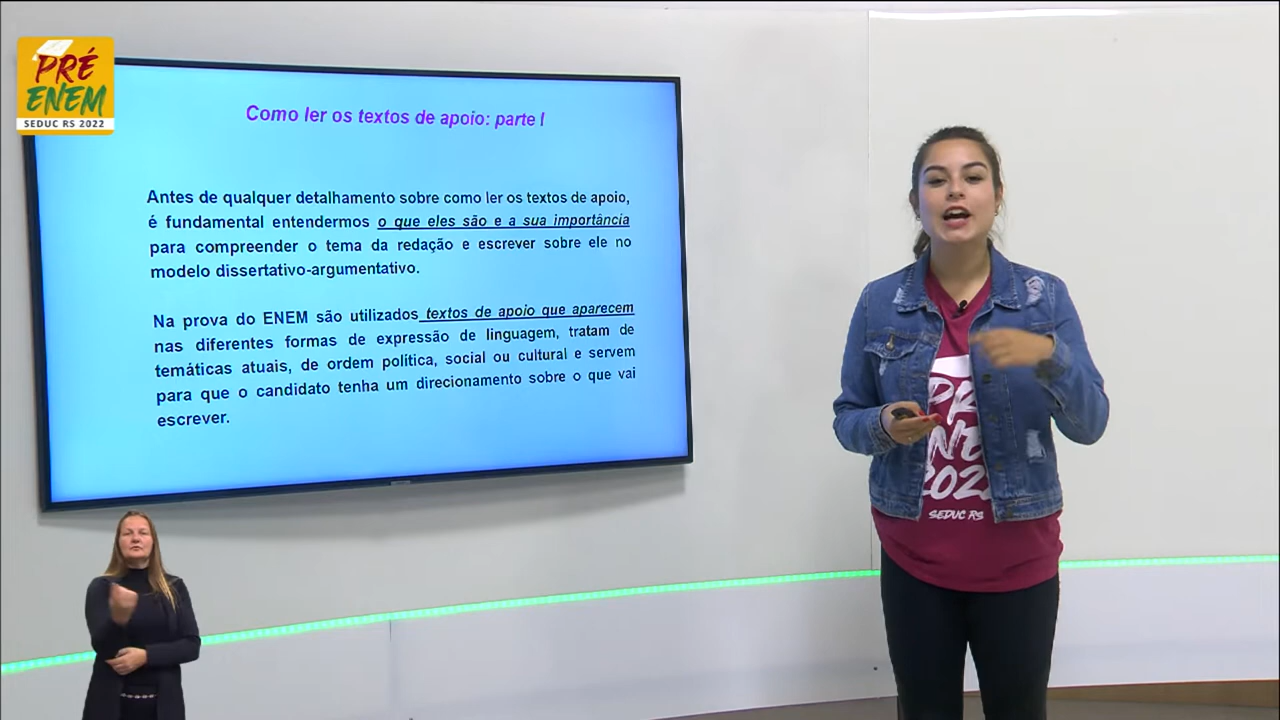 PRÉ
ENEM
SEDUC RS 2022
Como ler os textos de apoio: parte I
Antes de qualquer detalhamento sobre como ler os textos de apoio,
é fundamental entendermos o que eles são e a sua importância
para compreender o tema da redação e escrever sobre ele no
modelo dissertativo-argumentativo.
Na prova do ENEM são utilizados textos de apoio que aparecem
nas diferentes formas de expressão de linguagem, tratam de
temáticas atuais, de ordem política, social ou cultural e servem
para que o candidato tenha um direcionamento sobre o que vai
escrever.
SEDUC RS